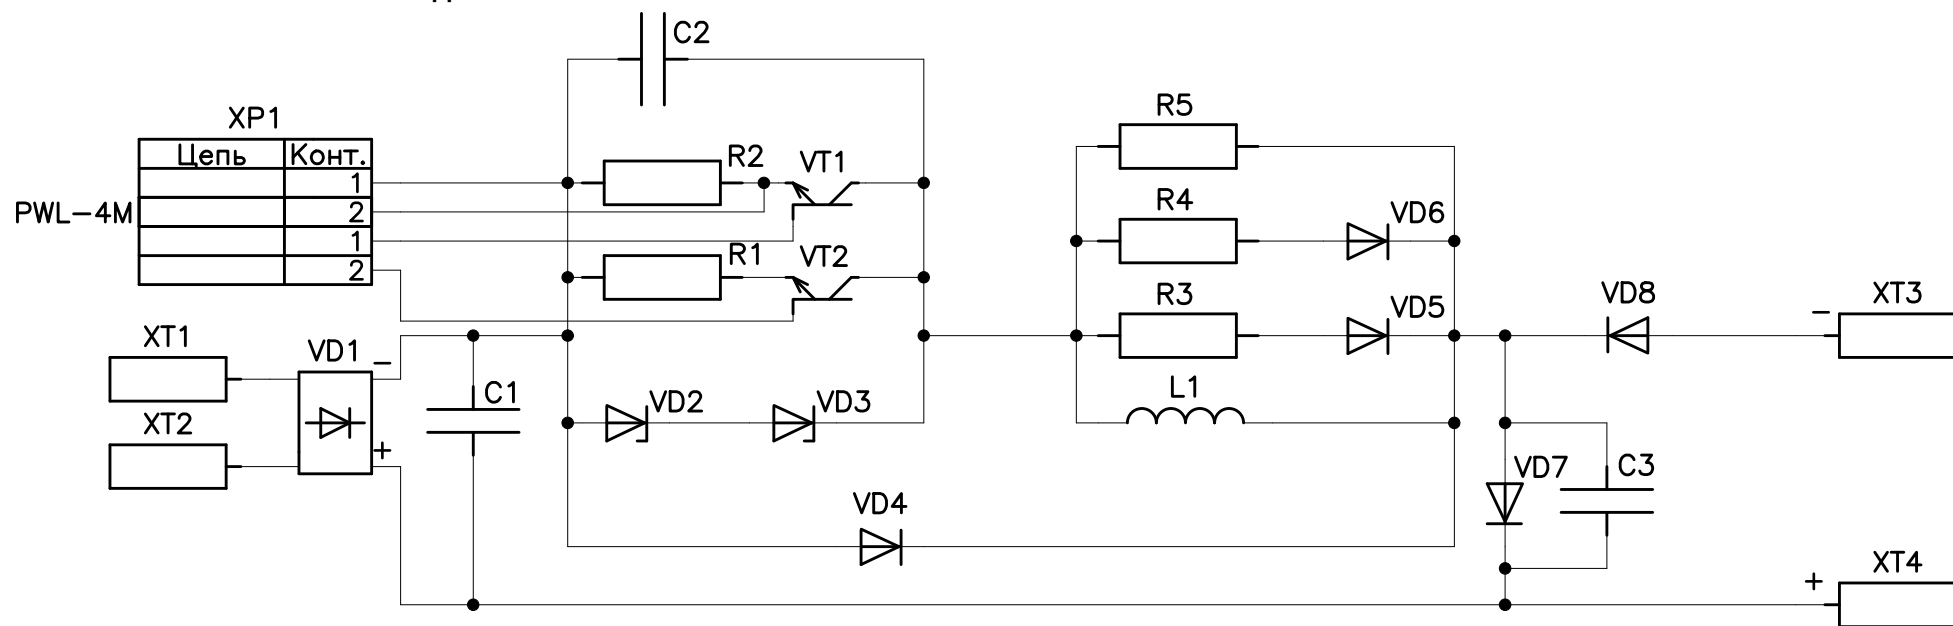 C2
XP1
Цепь Конт.
1
PWL-4M 2
1
2
R2 VT1
R1 VT2
R5
R4 VD6
R3 VD5
L1
VD8
- XT3
XT1
XT2
VD1 -
+
C1
VD2 VD3
VD4
VD7 C3
+ XT4